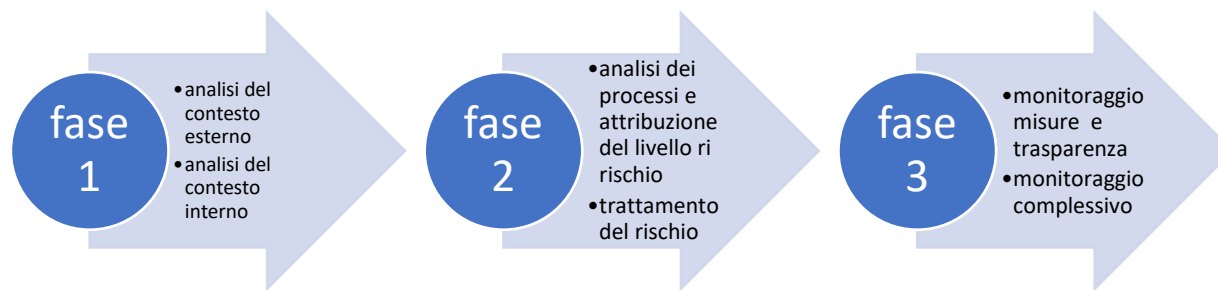 fase
1
•analisi del
contesto
esterno
•analisi del
contesto
interno
fase
2
•analisi dei
processi e
attribuzione
del livello ri
rischio
•trattamento
del rischio
fase
3
•monitoraggio
misure e
trasparenza
•monitoraggio
complessivo